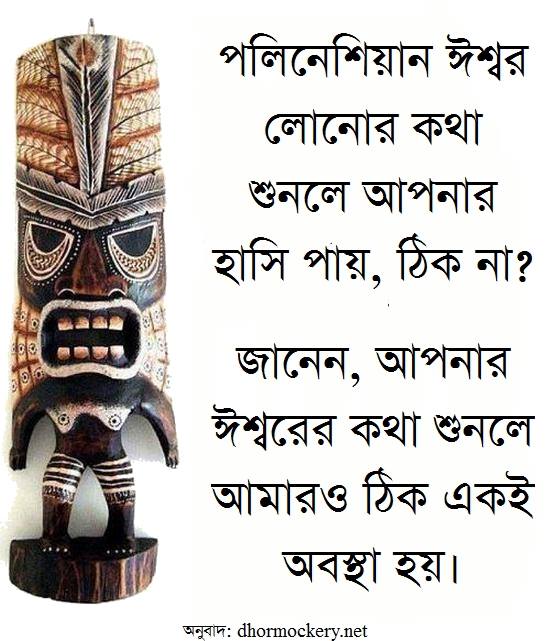 পলিনেশিয়ান ঈশ্বর
লোনোর কথা
শুনলে আপনার
হাসি পায়, ঠিক না?
জানেন, আপনার
ঈশ্বরের কথা শুনলে
আমারও ঠিক একই
অবস্থা হয়।
অনুবাদ: dhormockery.net